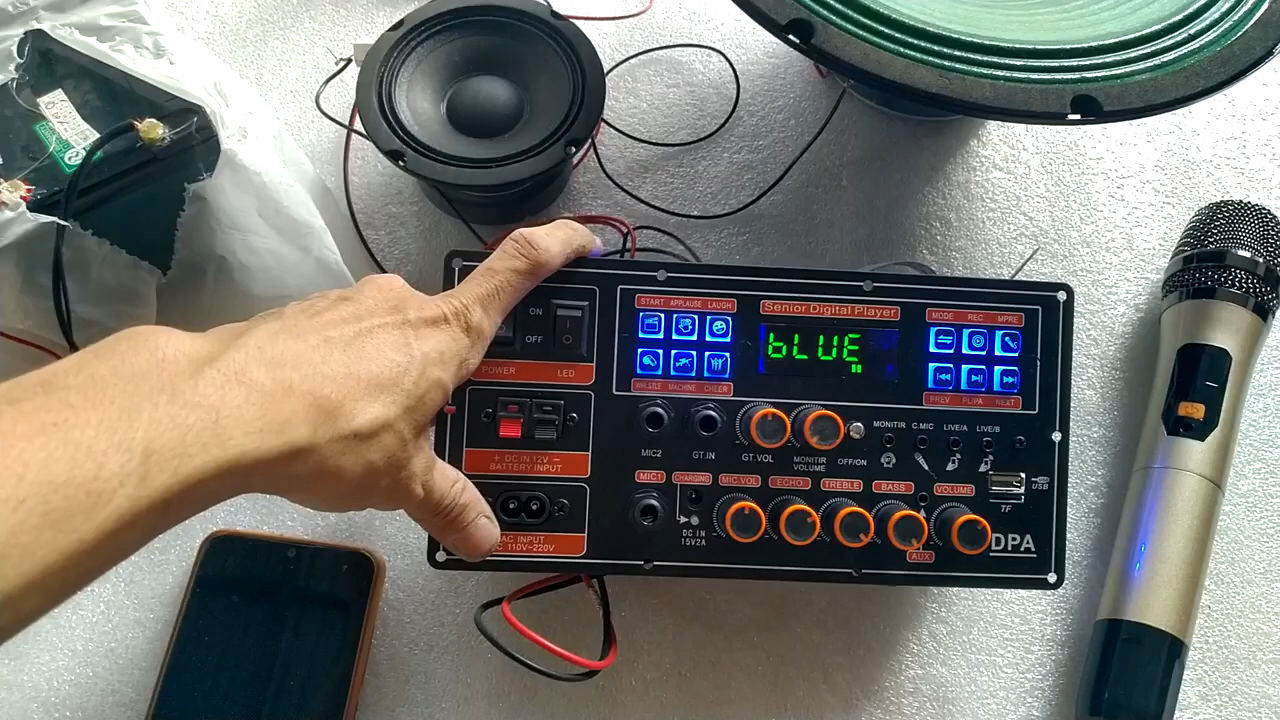 ON
OFF
POWER
LED
+ DC IN 12V −
BATTERY INPUT
AC INPUT
110V~220V
START APPLAUSE LAUGH
WHISTLE MACHINE CHEER
Senior Digital Player
bLUE
MODE REC MPRE
PREV PL/PA NEXT
MIC2
GT.IN
GT.VOL
MONITIR
VOLUME
OFF/ON
MONITIR
C.MIC
LIVE/A
LIVE/B
MIC1
CHARGING
DC IN
15V2A
MIC.VOL
ECHO
TREBLE
BASS
VOLUME
AUX
USB
TF
DPA